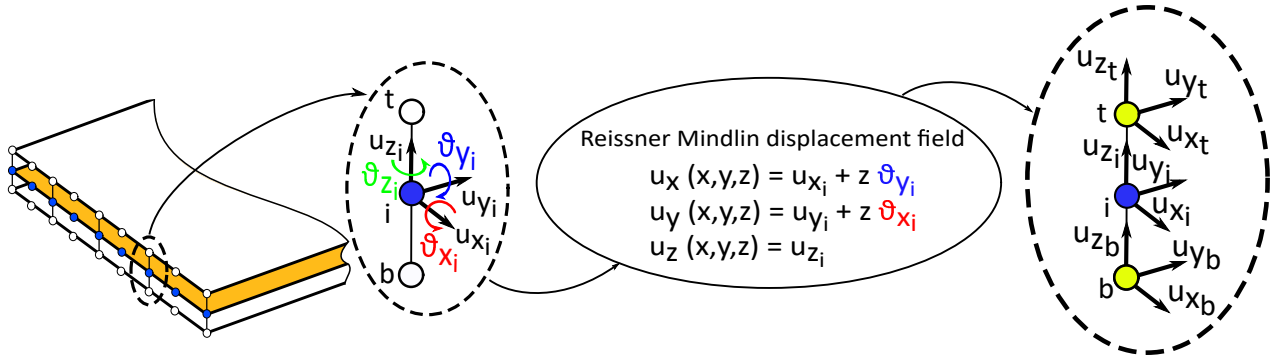 t
u_{z_i}
ϑ_{y_i}
ϑ_{z_i}
u_{y_i}
i
ϑ_{x_i}
u_{x_i}
b
Reissner Mindlin displacement field
u_x (x,y,z) = u_{x_i} + z ϑ_{y_i}
u_y (x,y,z) = u_{y_i} + z ϑ_{x_i}
u_z (x,y,z) = u_{z_i}
u_{z_t}
u_{y_t}
t
u_{x_t}
u_{z_i}
u_{y_i}
i
u_{x_i}
u_{z_b}
u_{y_b}
b
u_{x_b}